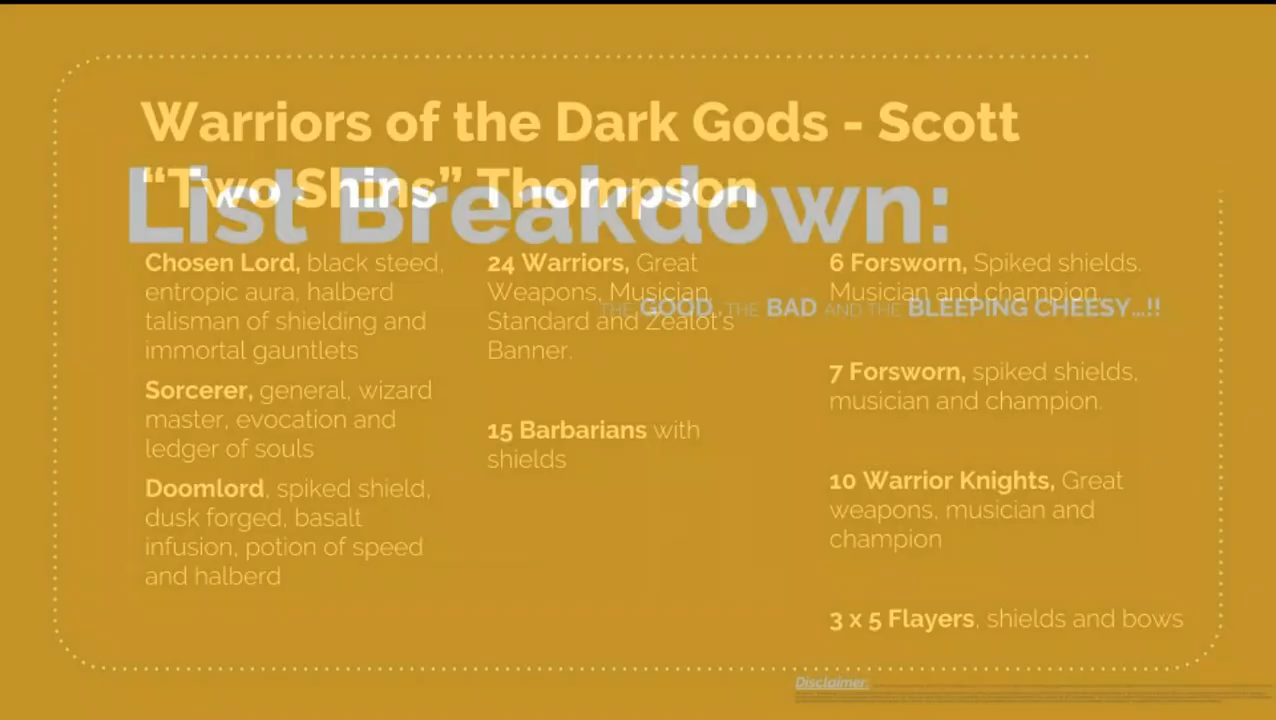 Warriors of the Dark Gods - Scott
“Two Shins” Thompson
List Breakdown:
THE GOOD, THE BAD AND THE BLEEPING CHEESY...!!
Chosen Lord, black steed,
entropic aura, halberd
talisman of shielding and
immortal gauntlets
Sorcerer, general, wizard
master, evocation and
ledger of souls
Doomlord, spiked shield,
dusk forged, basalt
infusion, potion of speed
and halberd
24 Warriors, Great
Weapons, Musician,
Standard and Zealot's
Banner.
15 Barbarians with
shields
6 Forsworn, Spiked shields.
Musician and champion.
7 Forsworn, spiked shields,
musician and champion.
10 Warrior Knights, Great
weapons, musician and
champion
3 x 5 Flayers, shields and bows
Disclaimer: